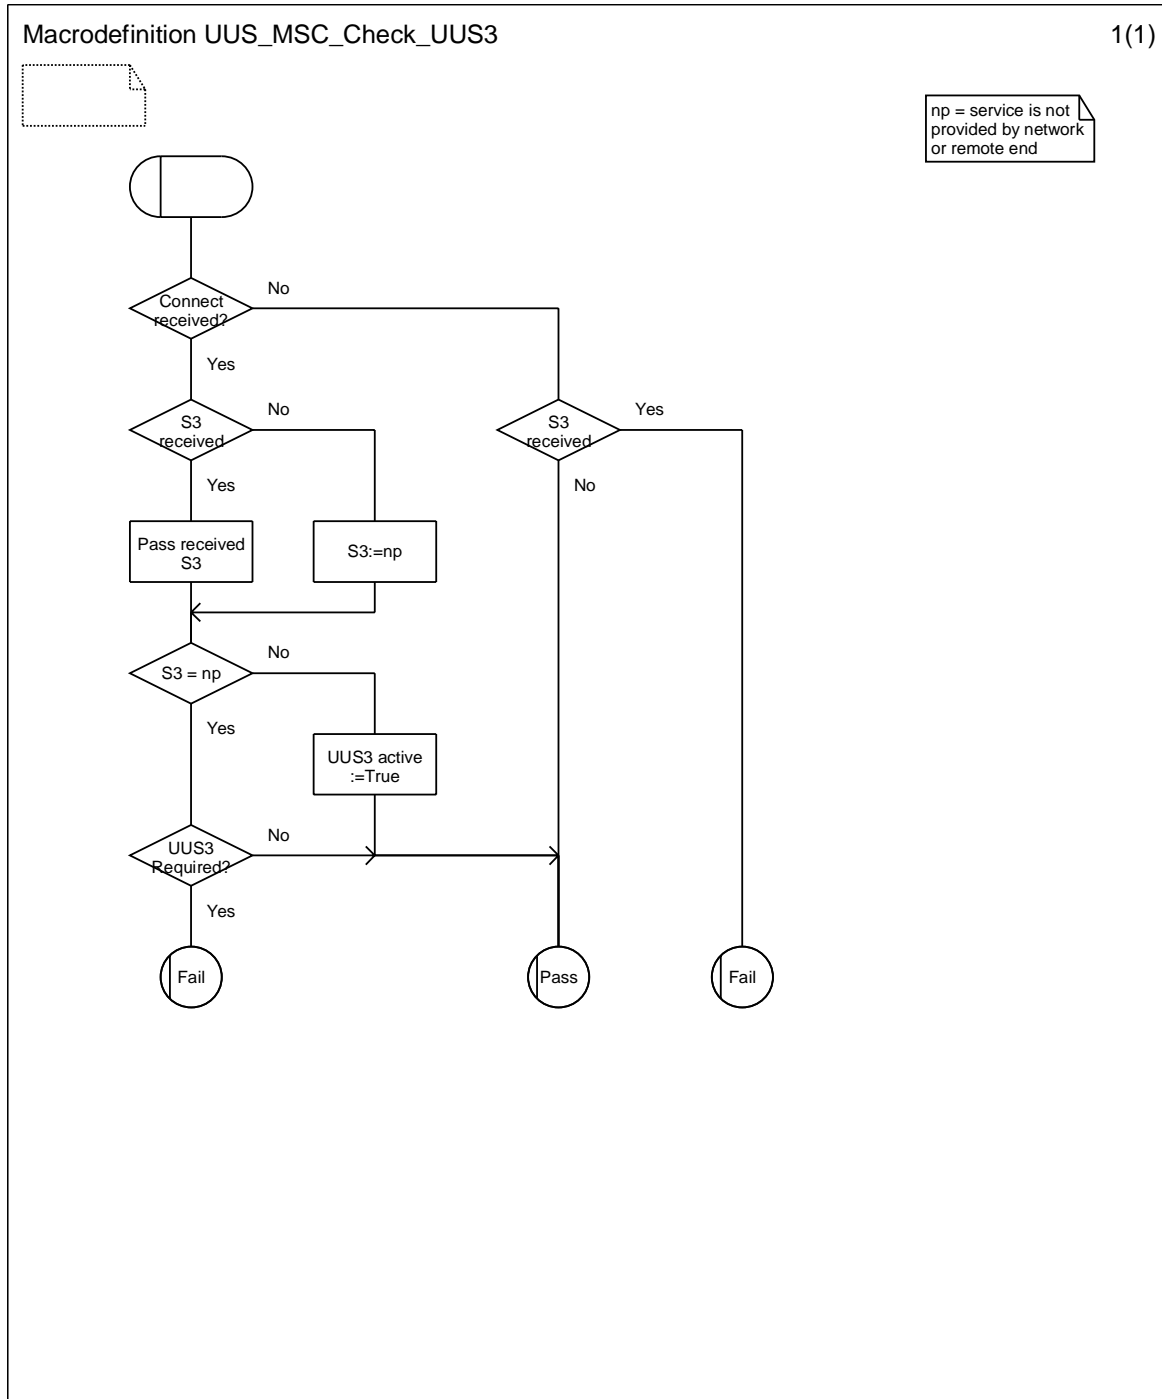 Macrodefinition UUS_MSC_Check_UUS3
1(1)
np = service is not
provided by network
or remote end
Connect
received?
No
Yes
S3
received
No
Yes
S3
received
Yes
No
Pass received
S3
S3:=np
S3 = np
No
Yes
UUS3 active
:=True
UUS3
Required?
No
Yes
Fail
Pass
Fail